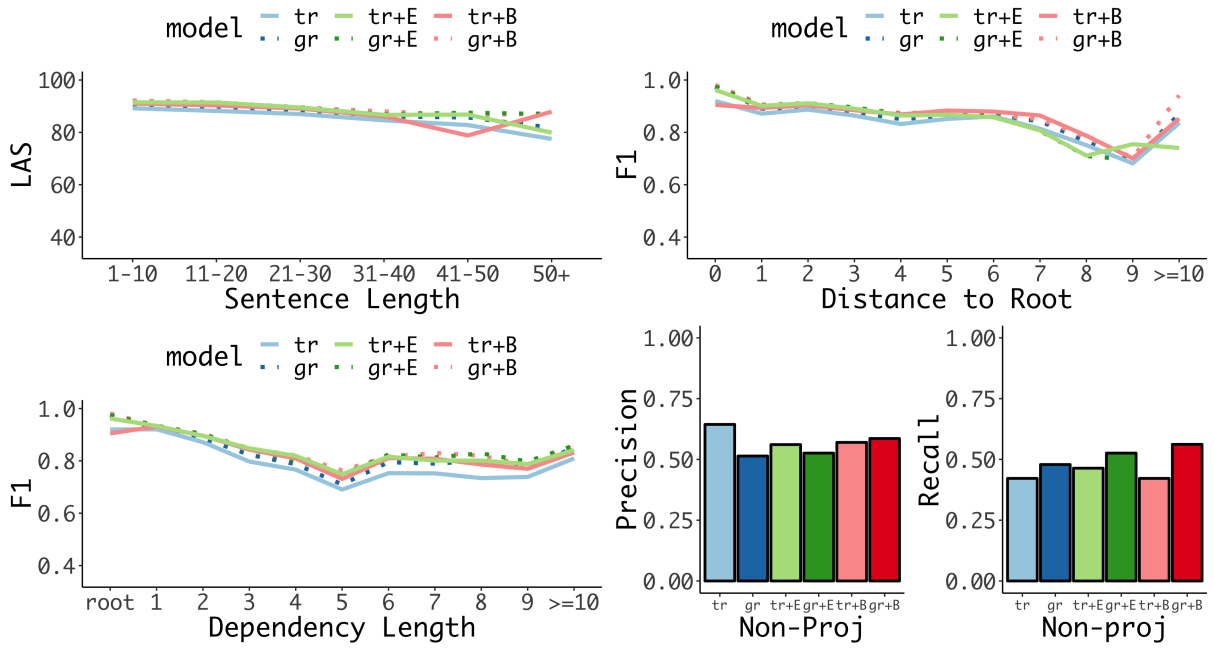 model tr tr+E tr+B
gr gr+E gr+B
LAS
100
80
60
40
1-10 11-20 21-30 31-40 41-50 50+
Sentence Length
model tr tr+E tr+B
gr gr+E gr+B
F1
1.0
0.8
0.6
0.4
0 1 2 3 4 5 6 7 8 9 >=10
Distance to Root
model tr tr+E tr+B
gr gr+E gr+B
F1
1.0
0.8
0.6
0.4
root 1 2 3 4 5 6 7 8 9 >=10
Dependency Length
Precision
1.00
0.75
0.50
0.25
0.00
tr gr tr+E gr+E tr+B gr+B
Non-Proj
Recall
1.00
0.75
0.50
0.25
0.00
tr gr tr+E gr+E tr+B gr+B
Non-proj